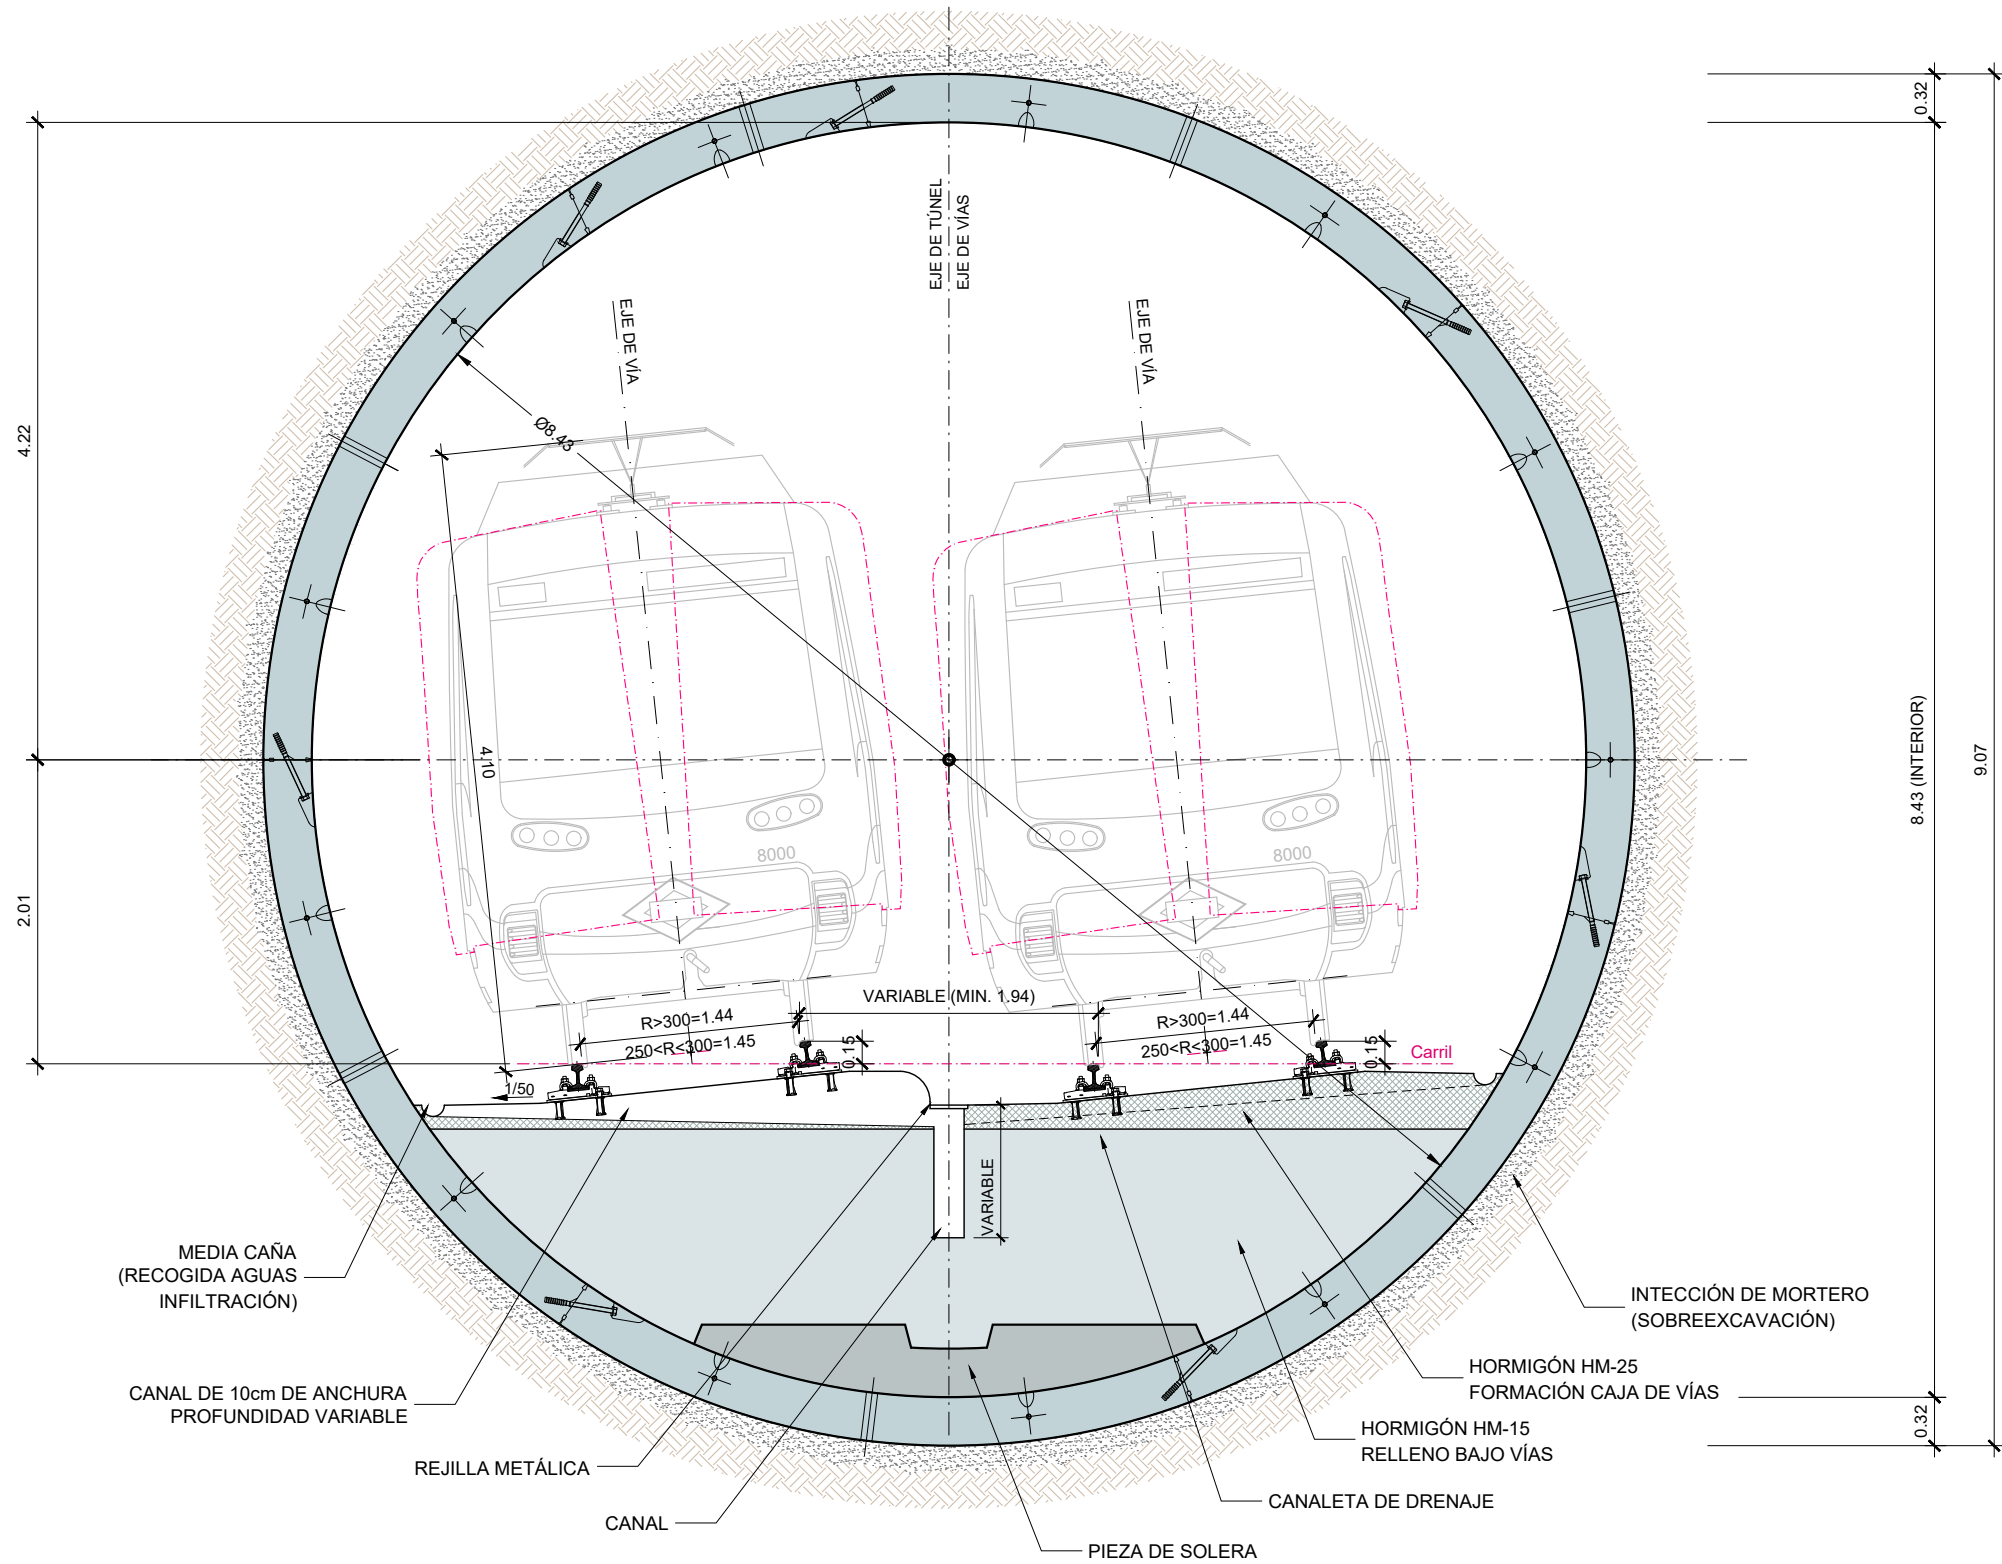 0.32
EJE DE TÚNEL
EJE DE VÍAS
EJE DE VÍA
EJE DE VÍA
4.22
Ø8.43
4.10
8.43 (INTERIOR)
9.07
8000
8000
2.01
VARIABLE (MIN. 1.94)
R>300=1.44
250<R<300=1.45
0.15
R>300=1.44
250<R<300=1.45
0.15
Carril
1/50
VARIABLE
MEDIA CAÑA
(RECOGIDA AGUAS
INFILTRACIÓN)
INTECCIÓN DE MORTERO
(SOBREEXCAVACIÓN)
CANAL DE 10cm DE ANCHURA
PROFUNDIDAD VARIABLE
HORMIGÓN HM-25
FORMACIÓN CAJA DE VÍAS
0.32
HORMIGÓN HM-15
RELLENO BAJO VÍAS
REJILLA METÁLICA
CANALETA DE DRENAJE
CANAL
PIEZA DE SOLERA